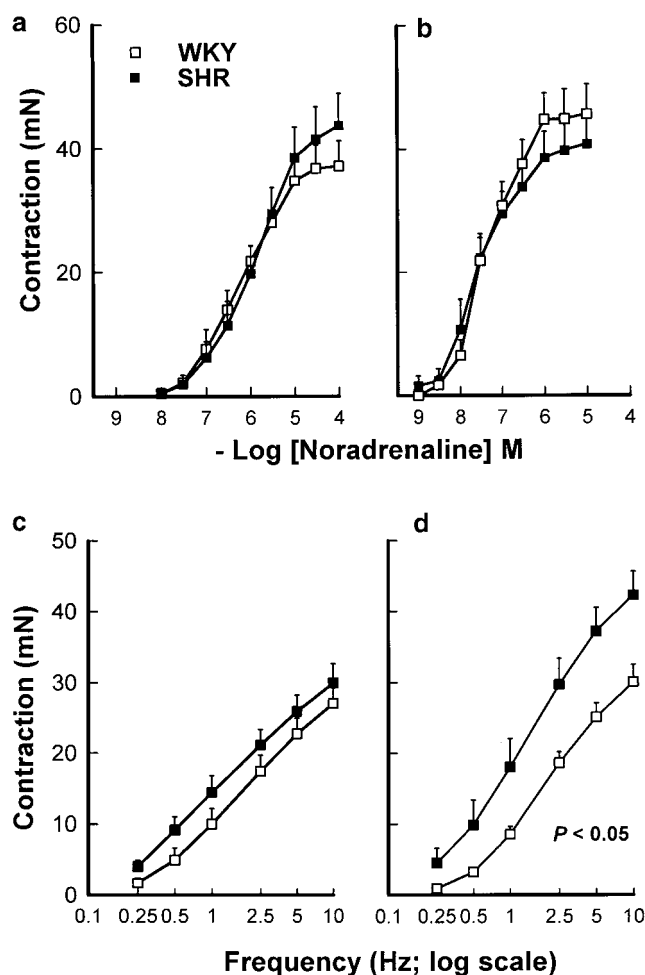 a
b
60
WKY
SHR
40
20
0
Contraction (mN)
9 8 7 6 5 4
9 8 7 6 5 4
- Log [Noradrenaline] M
c
d
50
40
30
20
10
0
Contraction (mN)
P < 0.05
0.1 0.25 0.5 1 2.5 5 10
0.1 0.25 0.5 1 2.5 5 10
Frequency (Hz; log scale)